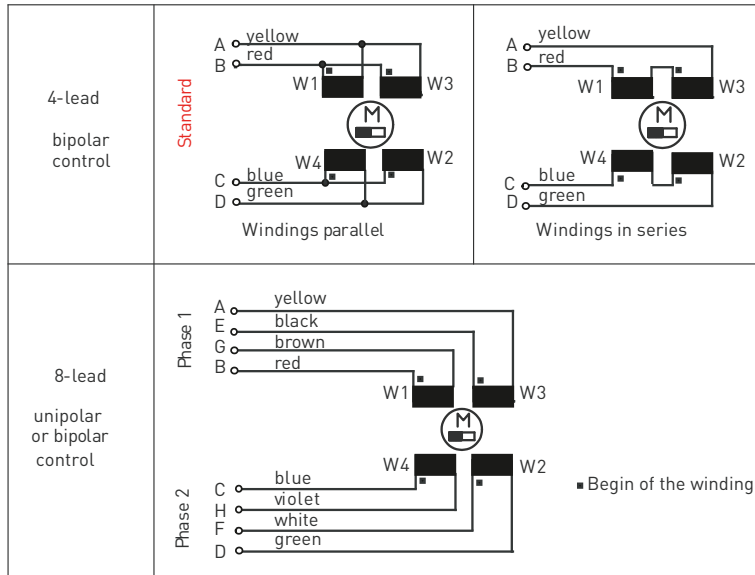 4-lead
bipolar
control
Standard
A yellow
B red
W1 W3
M
W4 W2
C blue
D green
Windings parallel
A yellow
B red
W1 W3
M
W4 W2
C blue
D green
Windings in series
8-lead
unipolar
or bipolar
control
Phase 1
A yellow
E black
G brown
B red
W1 W3
M
W4 W2
Phase 2
C blue
H violet
F white
D green
Begin of the winding